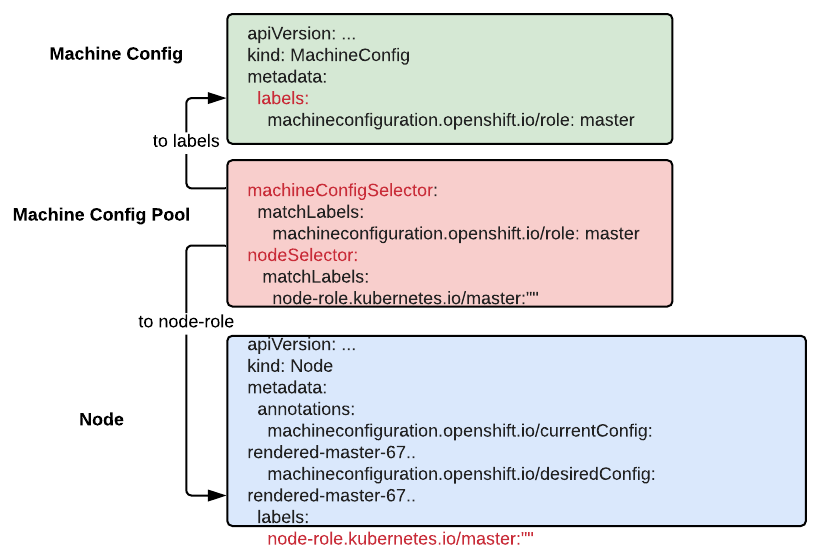 Machine Config
apiVersion: ...
kind: MachineConfig
metadata:
labels:
machineconfiguration.openshift.io/role: master
to labels
Machine Config Pool
machineConfigSelector:
matchLabels:
machineconfiguration.openshift.io/role: master
nodeSelector:
matchLabels:
node-role.kubernetes.io/master:""
to node-role
Node
apiVersion: ...
kind: Node
metadata:
annotations:
machineconfiguration.openshift.io/currentConfig:
rendered-master-67..
machineconfiguration.openshift.io/desiredConfig:
rendered-master-67..
labels:
node-role.kubernetes.io/master:""